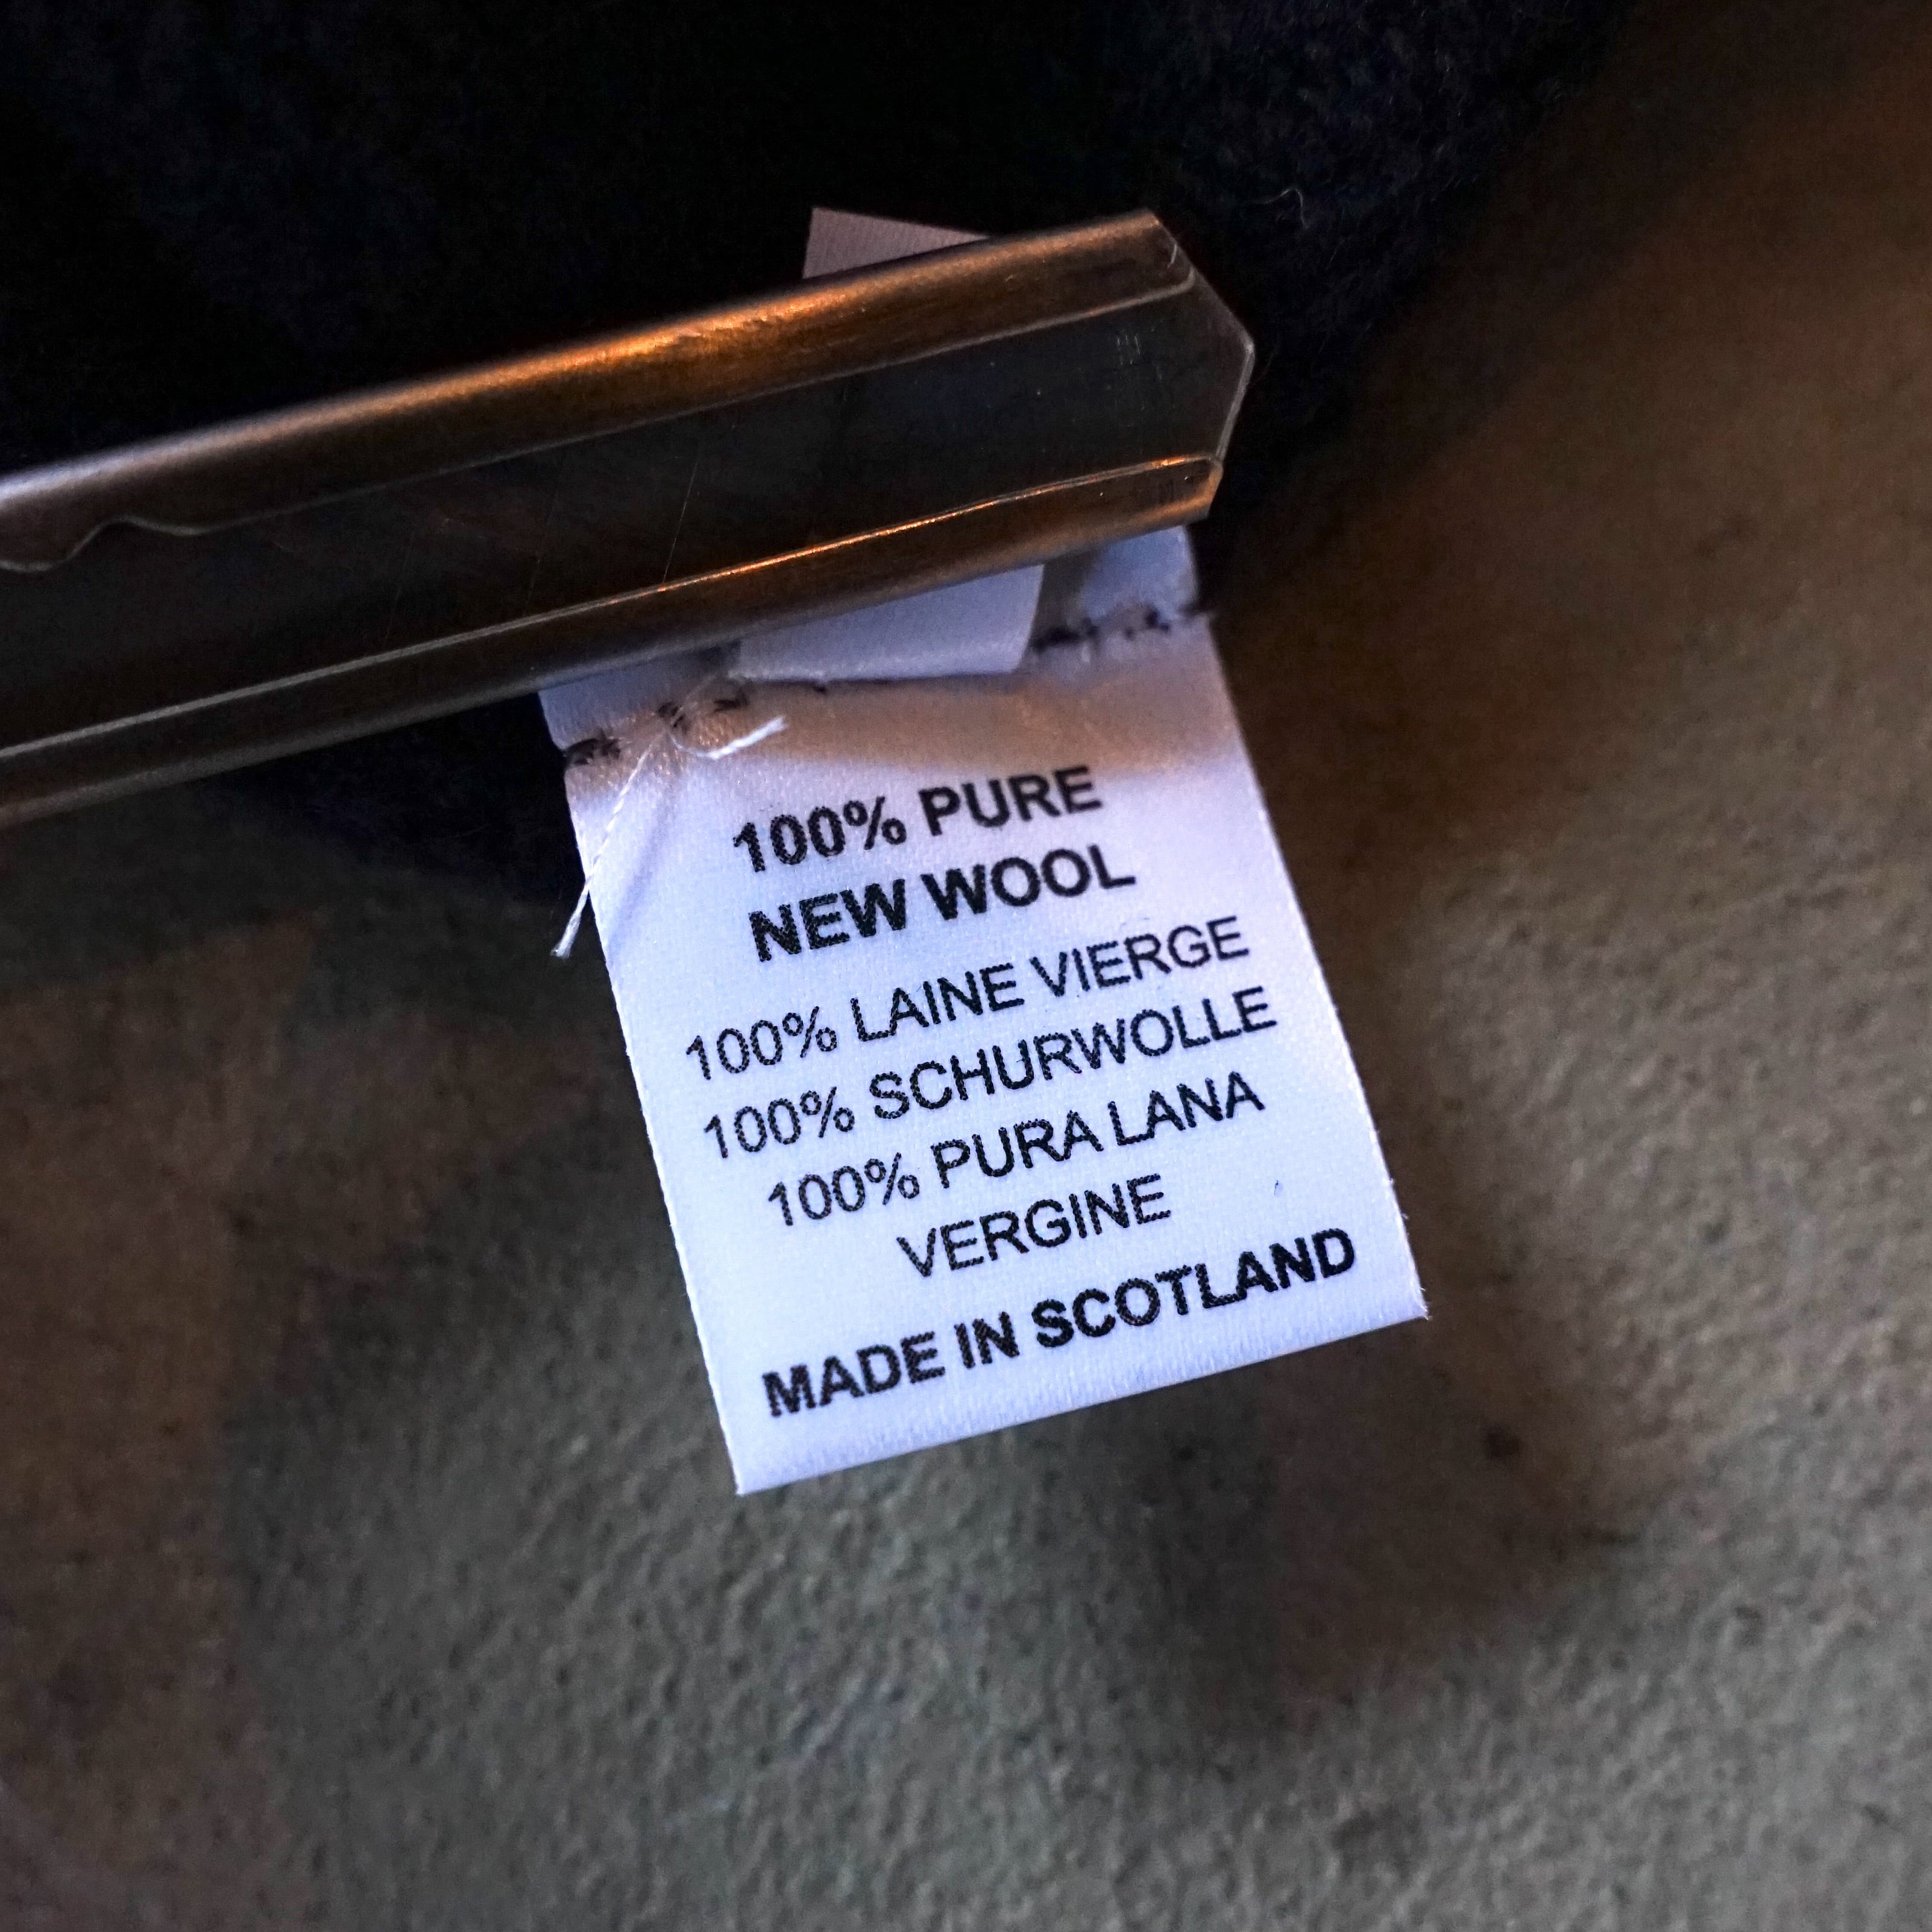 100% PURE
NEW WOOL
100% LAINE VIERGE
100% SCHURWOLLE
100% PURA LANA
VERGINE
MADE IN SCOTLAND